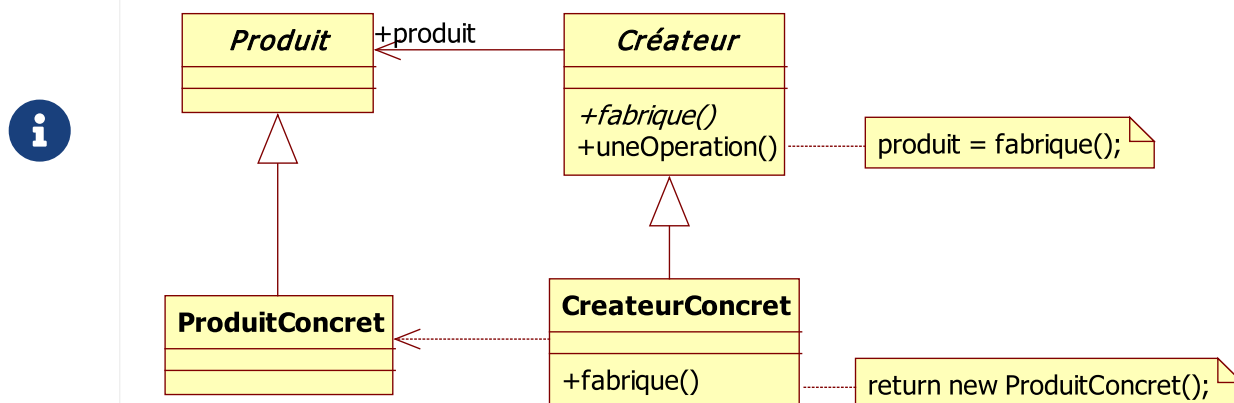 Produit
+produit
Créateur
+fabrique()
+uneOperation()
produit = fabrique();
ProduitConcret
CreateurConcret
+fabrique()
return new ProduitConcret();